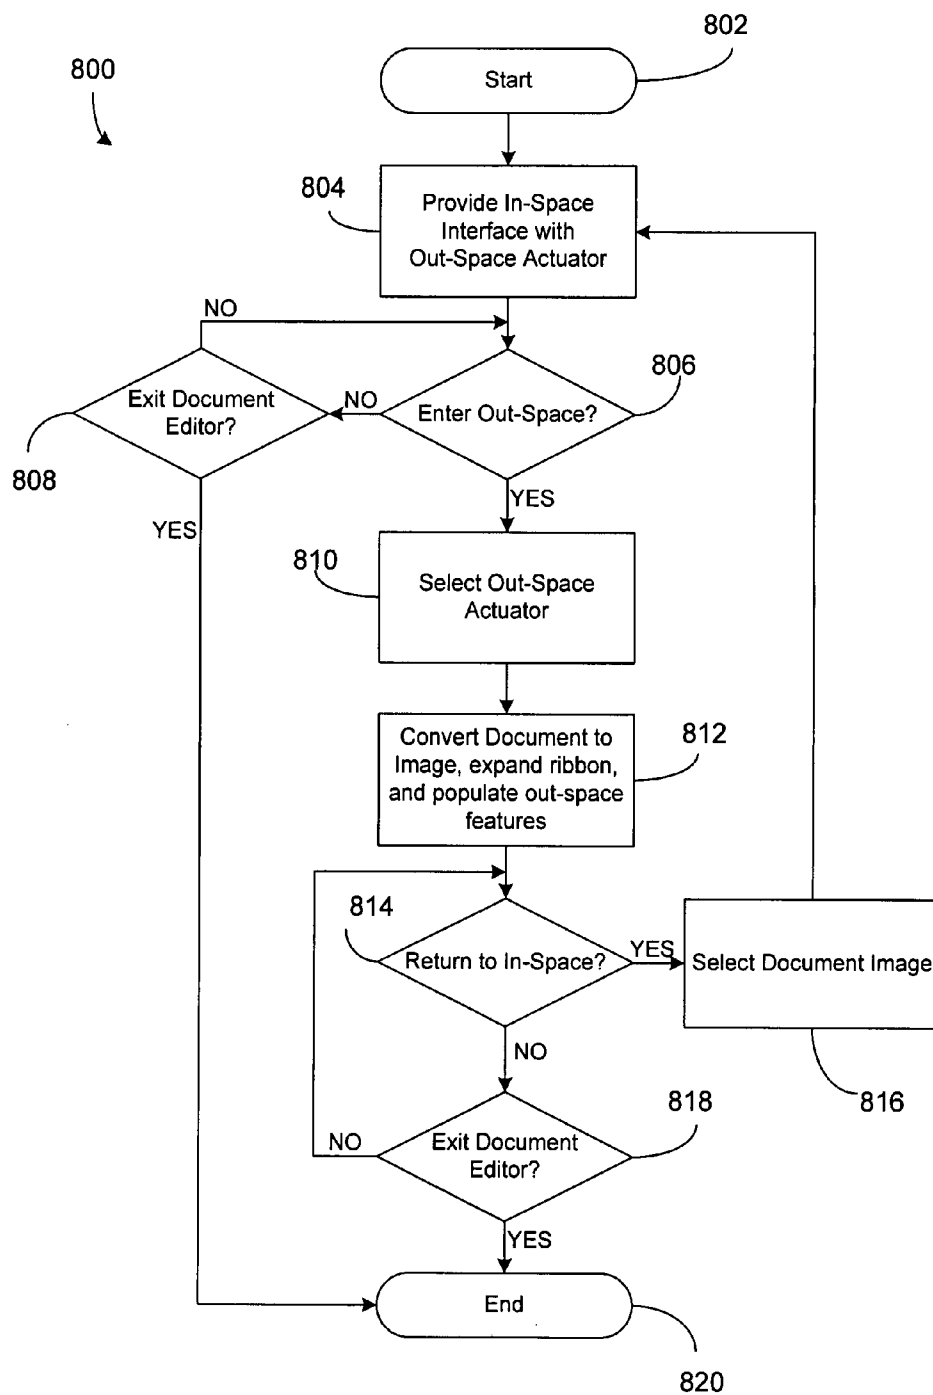 802
800
Start
804
Provide In-Space
Interface with
Out-Space Actuator
NO
806
Exit Document
Editor?
NO
Enter Out-Space?
808
YES
YES
810
Select Out-Space
Actuator
812
Convert Document to
Image, expand ribbon,
and populate out-space
features
814
Return to In-Space?
YES
Select Document Image
NO
816
818
NO
Exit Document
Editor?
YES
End
820